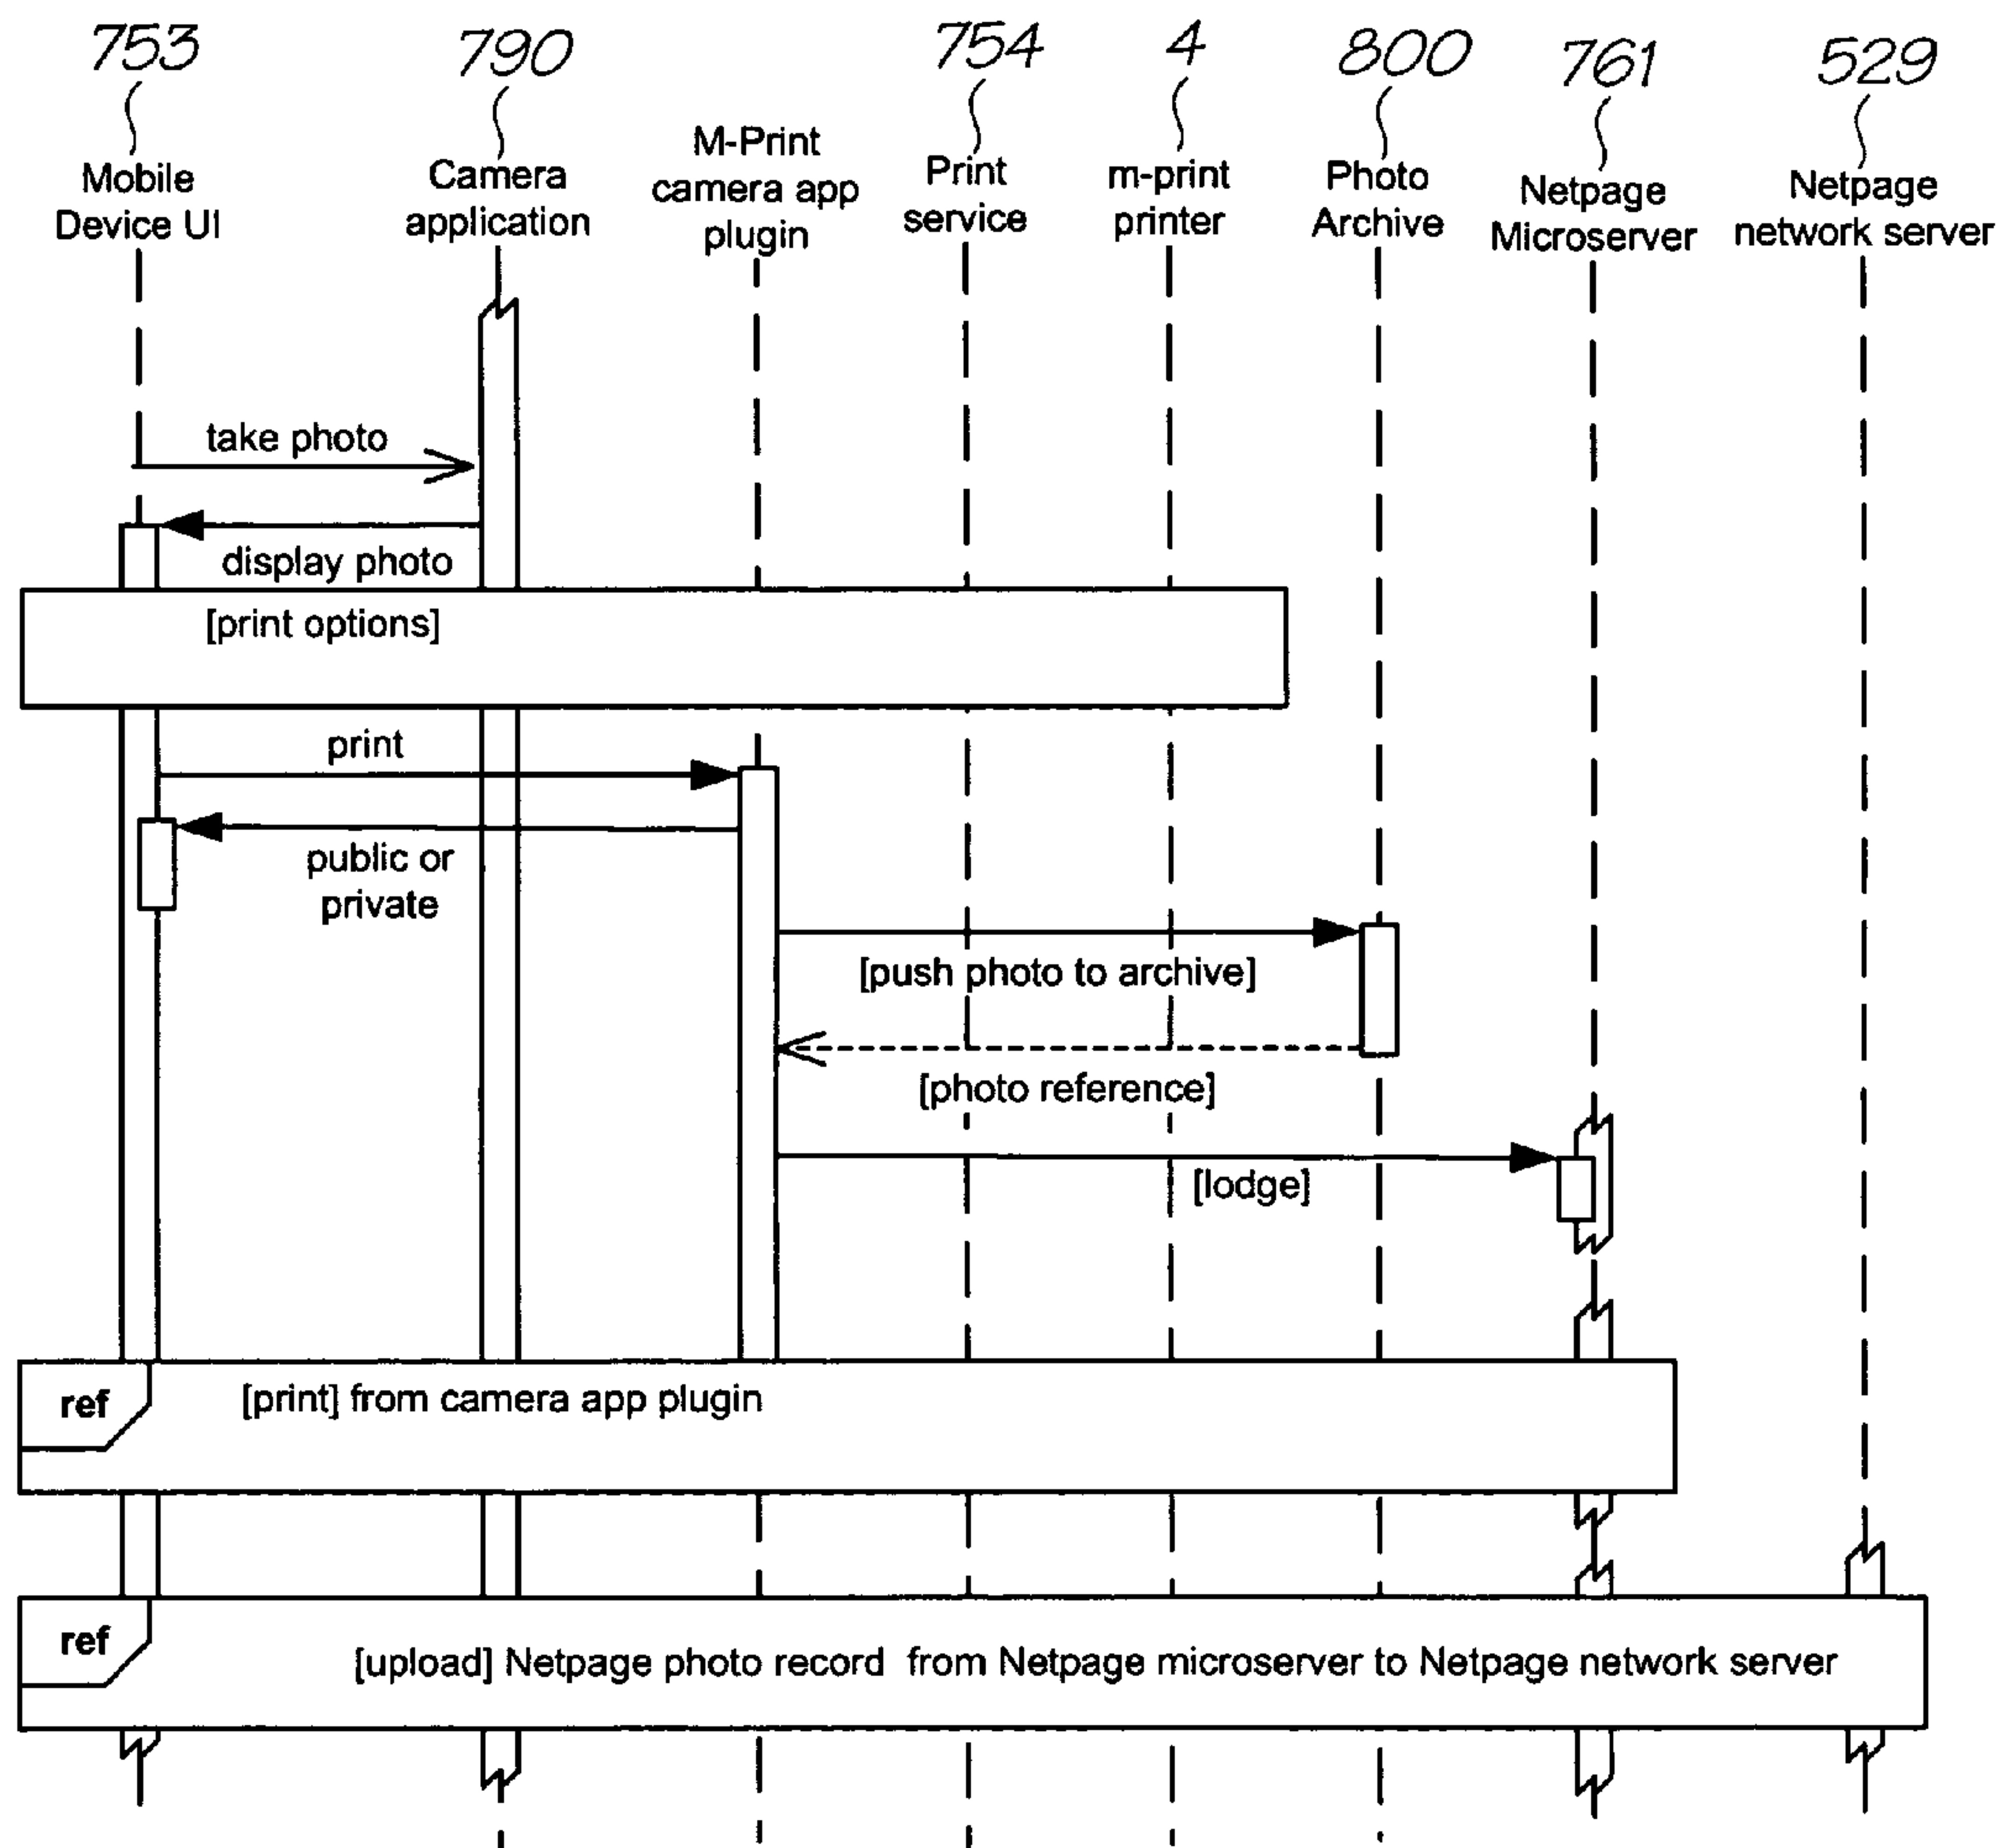 753
790
754
4
800
761
529
Mobile
Device UI
Camera
application
M-Print
camera app
plugin
Print
service
m-print
printer
Photo
Archive
Netpage
Microserver
Netpage
network server
take photo
display photo
[print options]
print
public or
private
[push photo to archive]
[photo reference]
[lodge]
ref
[print] from camera app plugin
ref
[upload] Netpage photo record from Netpage microserver to Netpage network server